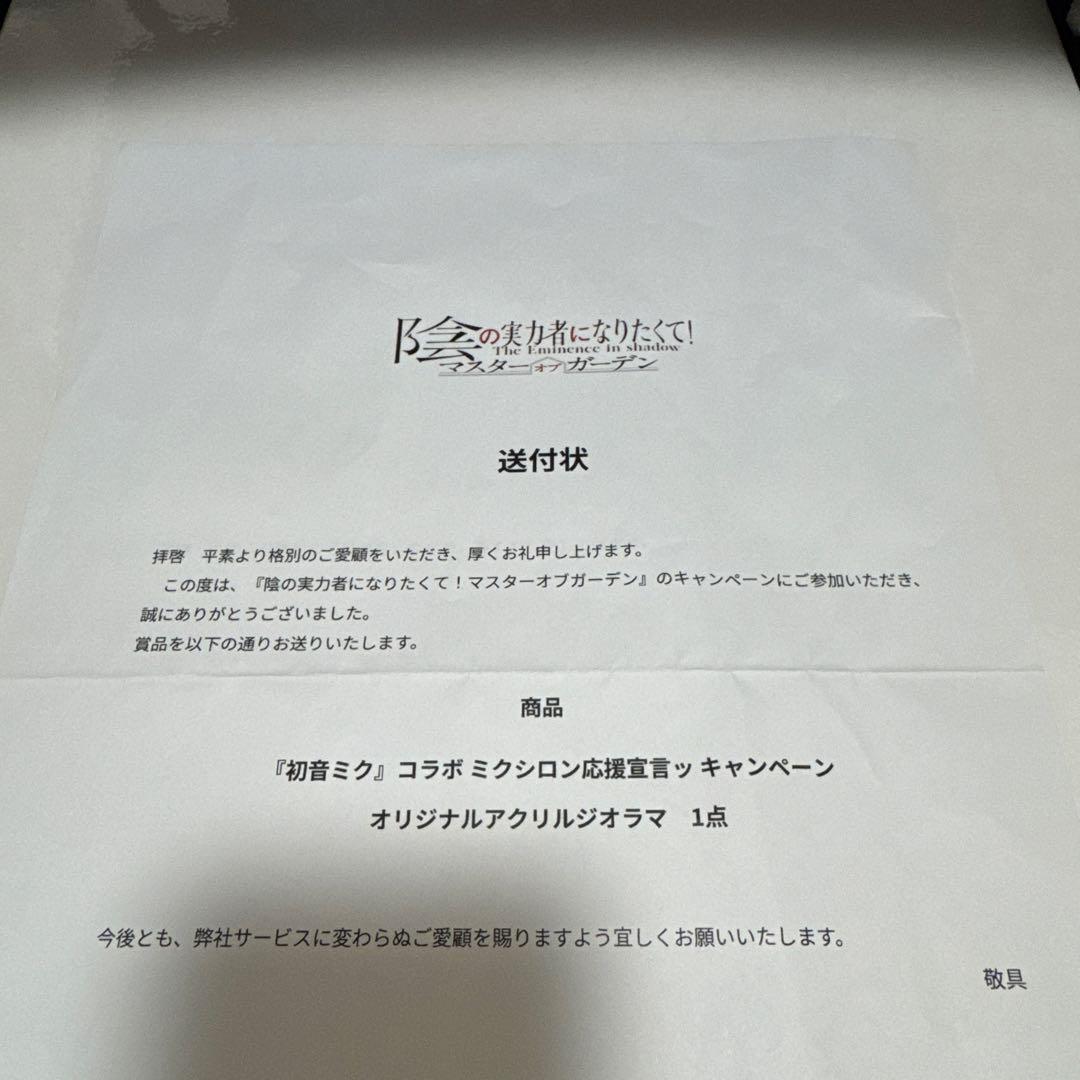 陰の実力者になりたくて!
The Eminence in shadow
マスターオブガーデン
送付状
拝啓　平素より格別のご愛顧をいただき、厚くお礼申し上げます。
この度は、『陰の実力者になりたくて！マスターオブガーデン』のキャンペーンにご参加いただき、
誠にありがとうございました。
賞品を以下の通りお送りいたします。
商品
『初音ミク』コラボ ミクシロン応援宣言ッ キャンペーン
オリジナルアクリルジオラマ　1点
今後とも、弊社サービスに変わらぬご愛顧を賜りますよう宜しくお願いいたします。
敬具